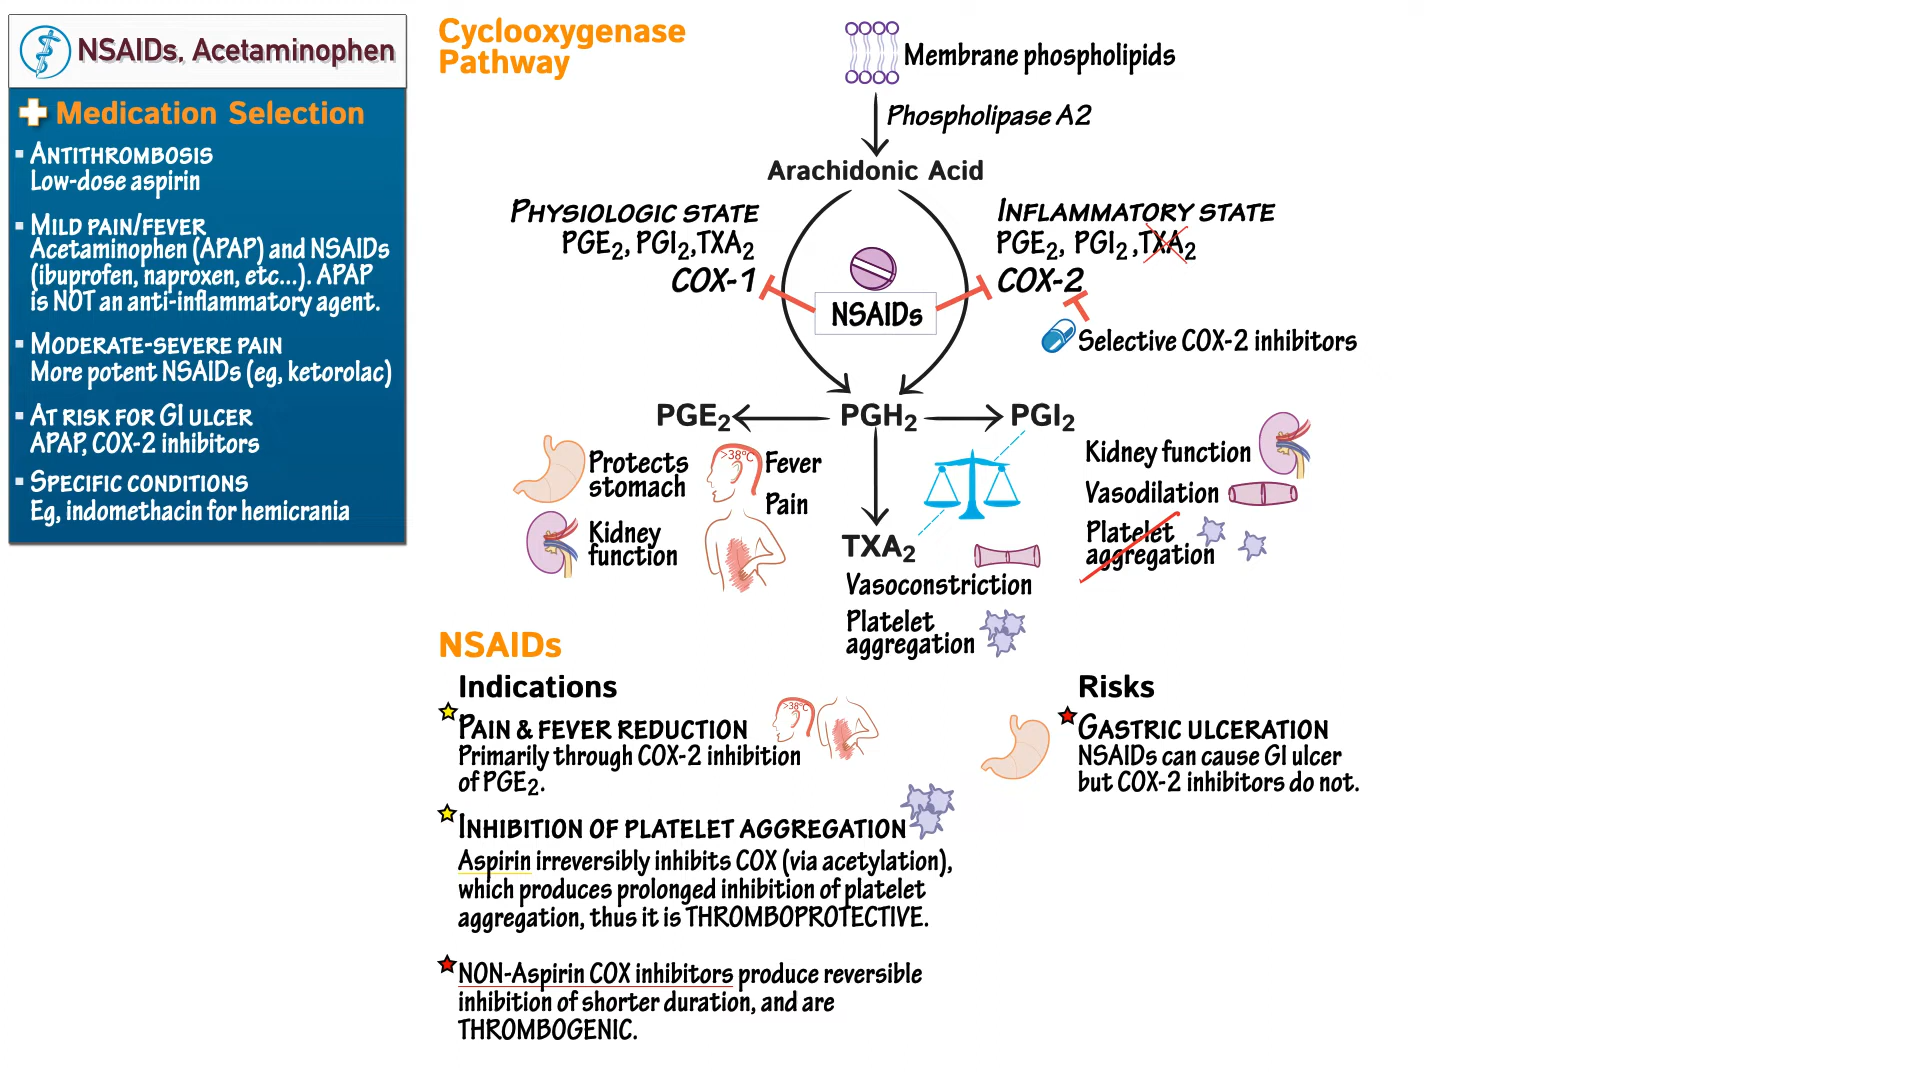 NSAIDs, Acetaminophen
Medication Selection
▪ ANTITHROMBOSIS
Low-dose aspirin
▪ MILD PAIN/FEVER
Acetaminophen (APAP) and NSAIDs
(ibuprofen, naproxen, etc...). APAP
is NOT an anti-inflammatory agent.
▪ MODERATE-SEVERE PAIN
More potent NSAIDs (eg, ketorolac)
▪ AT RISK FOR GI ULCER
APAP, COX-2 inhibitors
▪ SPECIFIC CONDITIONS
Eg, indomethacin for hemicrania
Cyclooxygenase
Pathway
Membrane phospholipids
Phospholipase A2
Arachidonic Acid
PHYSIOLOGIC STATE
PGE2, PGI2, TXA2
COX-1
INFLAMMATORY STATE
PGE2, PGI2, TXA2
COX-2
NSAIDs
Selective COX-2 inhibitors
PGE2
PGH2
PGI2
Protects
stomach
>38°C
Fever
Pain
Kidney
function
TXA2
Vasoconstriction
Platelet
aggregation
Kidney function
Vasodilation
Platelet
aggregation
NSAIDs
Indications
PAIN & FEVER REDUCTION
>38°C
Primarily through COX-2 inhibition
of PGE2.
INHIBITION OF PLATELET AGGREGATION
Aspirin irreversibly inhibits COX (via acetylation),
which produces prolonged inhibition of platelet
aggregation, thus it is THROMBOPROTECTIVE.
NON-Aspirin COX inhibitors produce reversible
inhibition of shorter duration, and are
THROMBOGENIC.
Risks
GASTRIC ULCERATION
NSAIDs can cause GI ulcer
but COX-2 inhibitors do not.